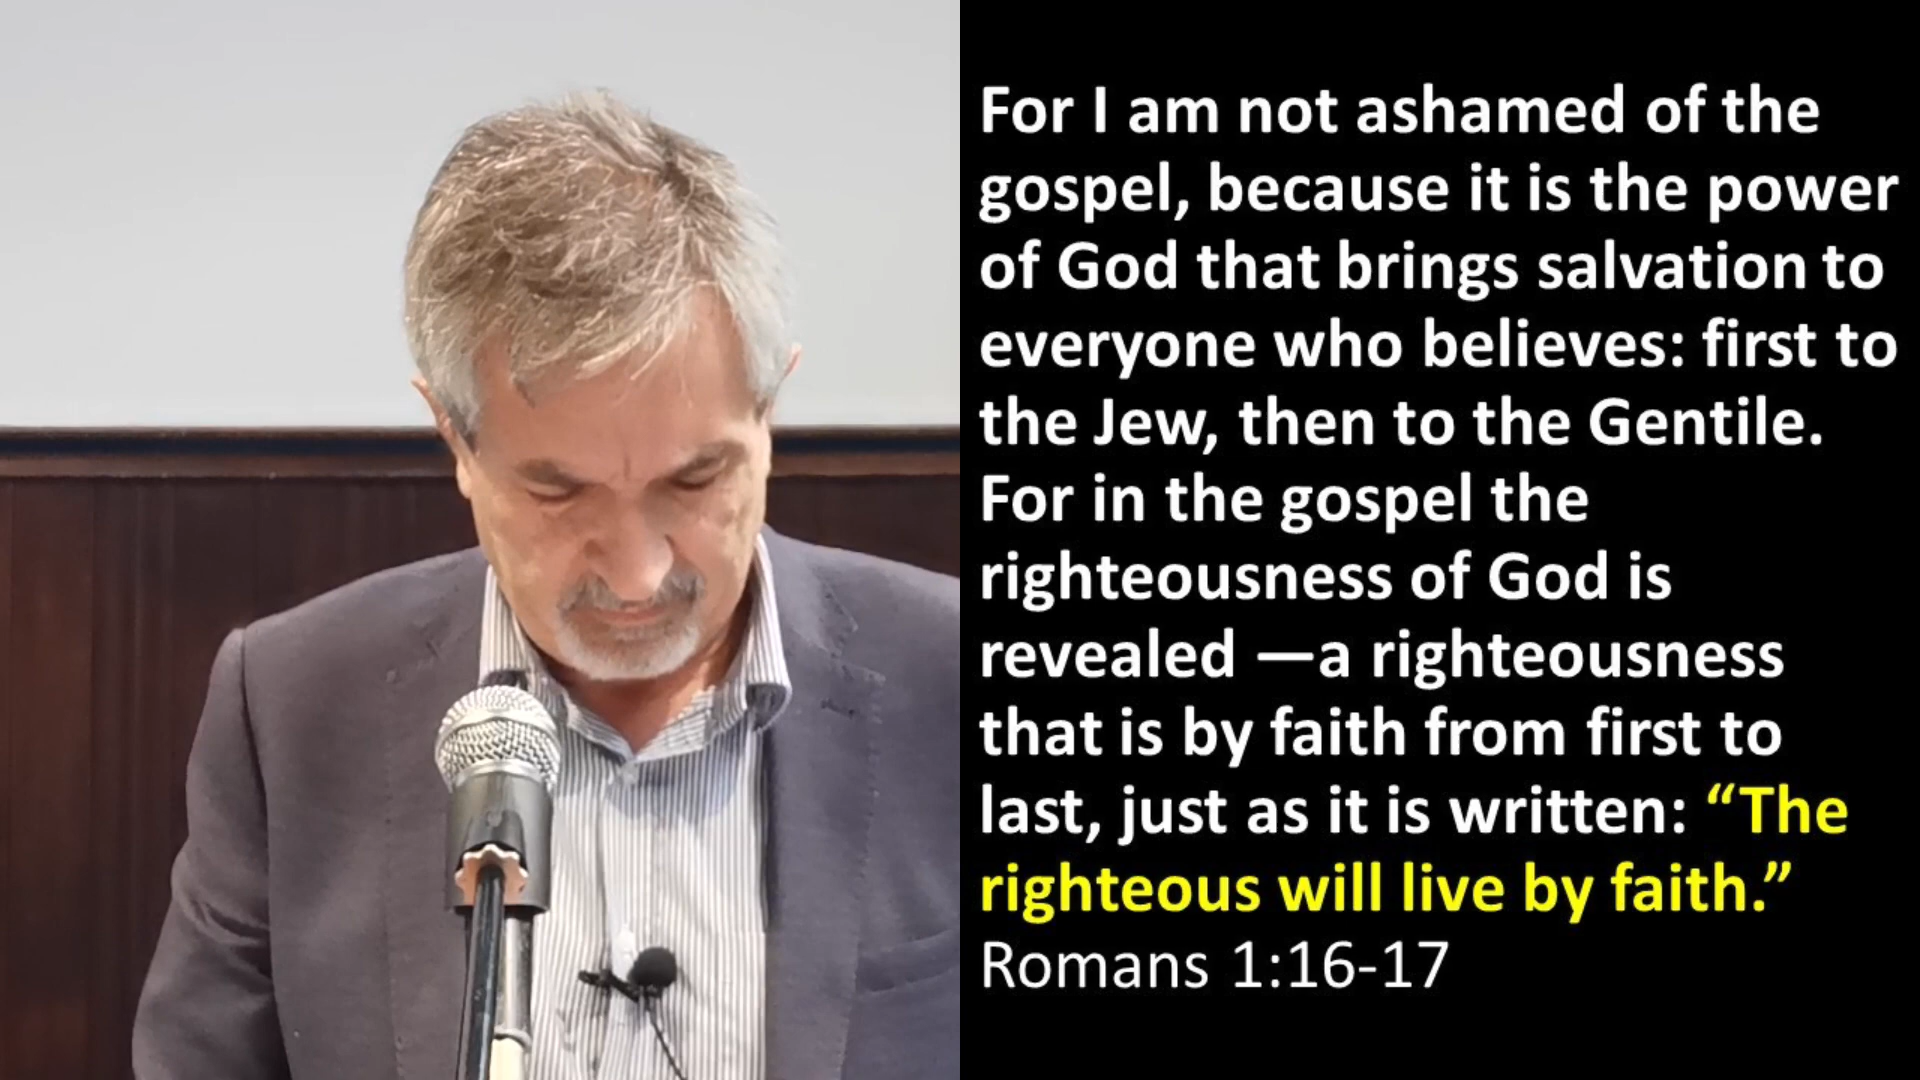 For I am not ashamed of the
gospel, because it is the power
of God that brings salvation to
everyone who believes: first to
the Jew, then to the Gentile.
For in the gospel the
righteousness of God is
revealed —a righteousness
that is by faith from first to
last, just as it is written: “The
righteous will live by faith.”
Romans 1:16-17